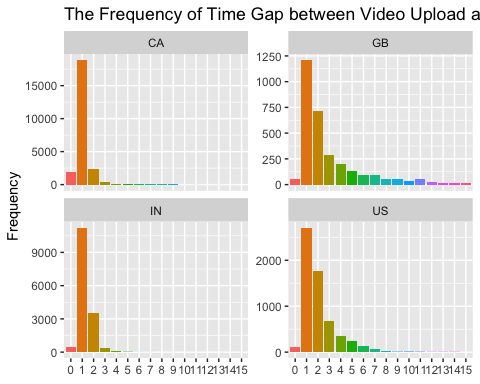 The Frequency of Time Gap between Video Upload a
CA
GB
15000
10000
5000
0
1250
1000
750
500
250
0
Frequency
IN
US
9000
6000
3000
0
2000
1000
0
0 1 2 3 4 5 6 7 8 9 10 11 12 13 14 15
0 1 2 3 4 5 6 7 8 9 10 11 12 13 14 15